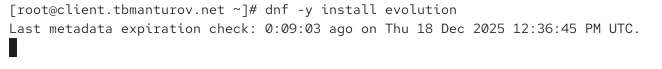 [root@client.tbmanturov.net ~]# dnf -y install evolution
Last metadata expiration check: 0:09:03 ago on Thu 18 Dec 2025 12:36:45 PM UTC.